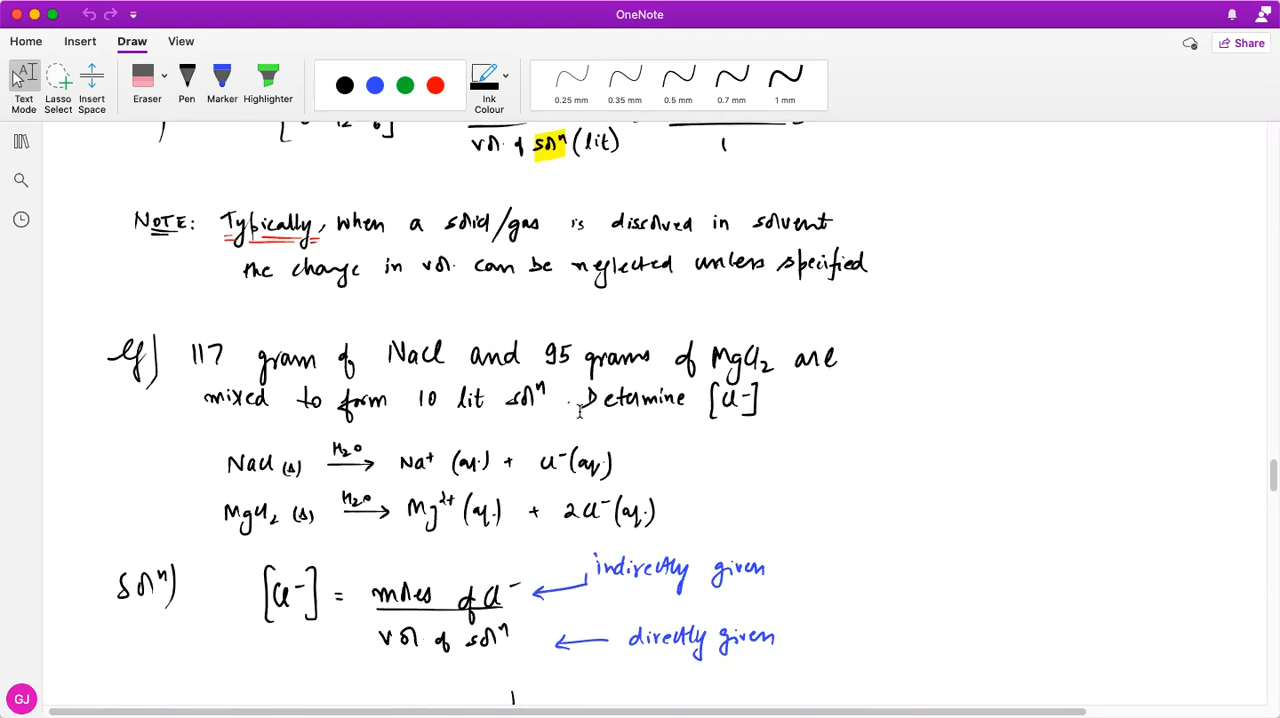 OneNote
Home Insert Draw View
Share
Text Mode
Lasso Select
Insert Space
Eraser
Pen
Marker
Highlighter
Ink Colour
0.25 mm
0.35 mm
0.5 mm
0.7 mm
1 mm
vol. of solⁿ (lit)
1
NOTE: Typically, when a solid/gas is dissolved in solvent
the change in vol. can be neglected unless specified
eg) 117 gram of NaCl and 95 grams of MgCl₂ are
mixed to form 10 lit solⁿ. Determine [Cl⁻]
NaCl (s) H₂O → Na⁺ (aq.) + Cl⁻(aq.)
MgCl₂ (s) H₂O → Mg²⁺ (aq.) + 2Cl⁻(aq.)
solⁿ) [Cl⁻] = moles of Cl⁻ ← indirectly given
vol. of solⁿ ← directly given
GJ